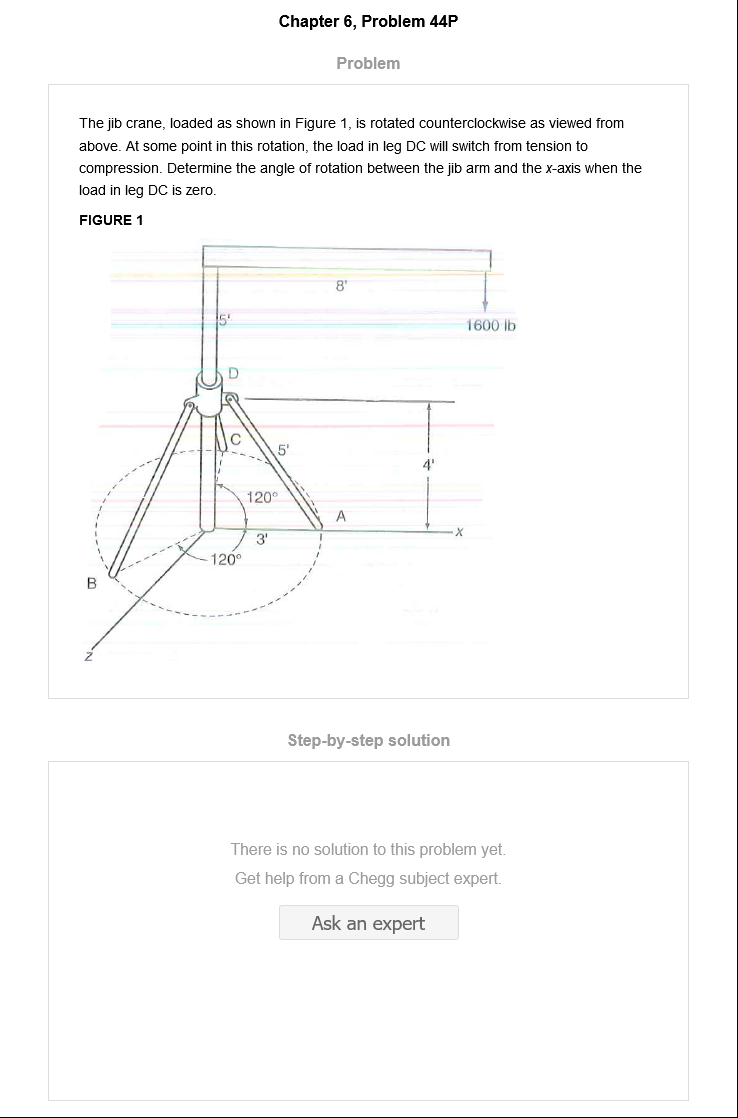 Chapter 6, Problem 44P
Problem
The jib crane, loaded as shown in Figure 1, is rotated counterclockwise as viewed from
above. At some point in this rotation, the load in leg DC will switch from tension to
compression. Determine the angle of rotation between the jib arm and the x-axis when the
load in leg DC is zero.
FIGURE 1
8'
5'
1600 lb
D
C
5'
4'
120°
A
x
3'
120°
B
z
Step-by-step solution
There is no solution to this problem yet.
Get help from a Chegg subject expert.
Ask an expert